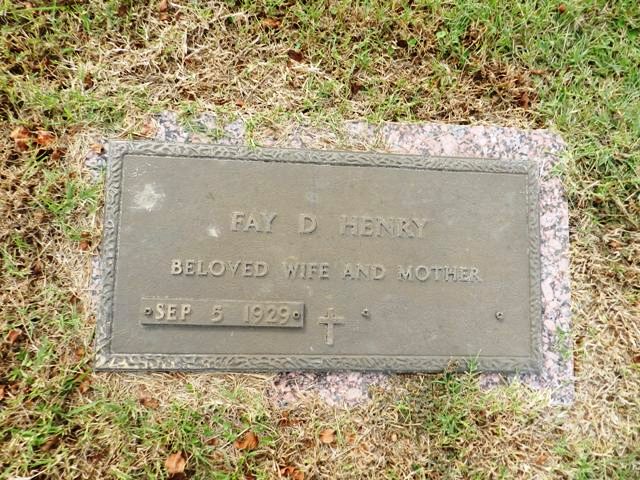 FAY D HENRY
BELOVED WIFE AND MOTHER
SEP 5 1929